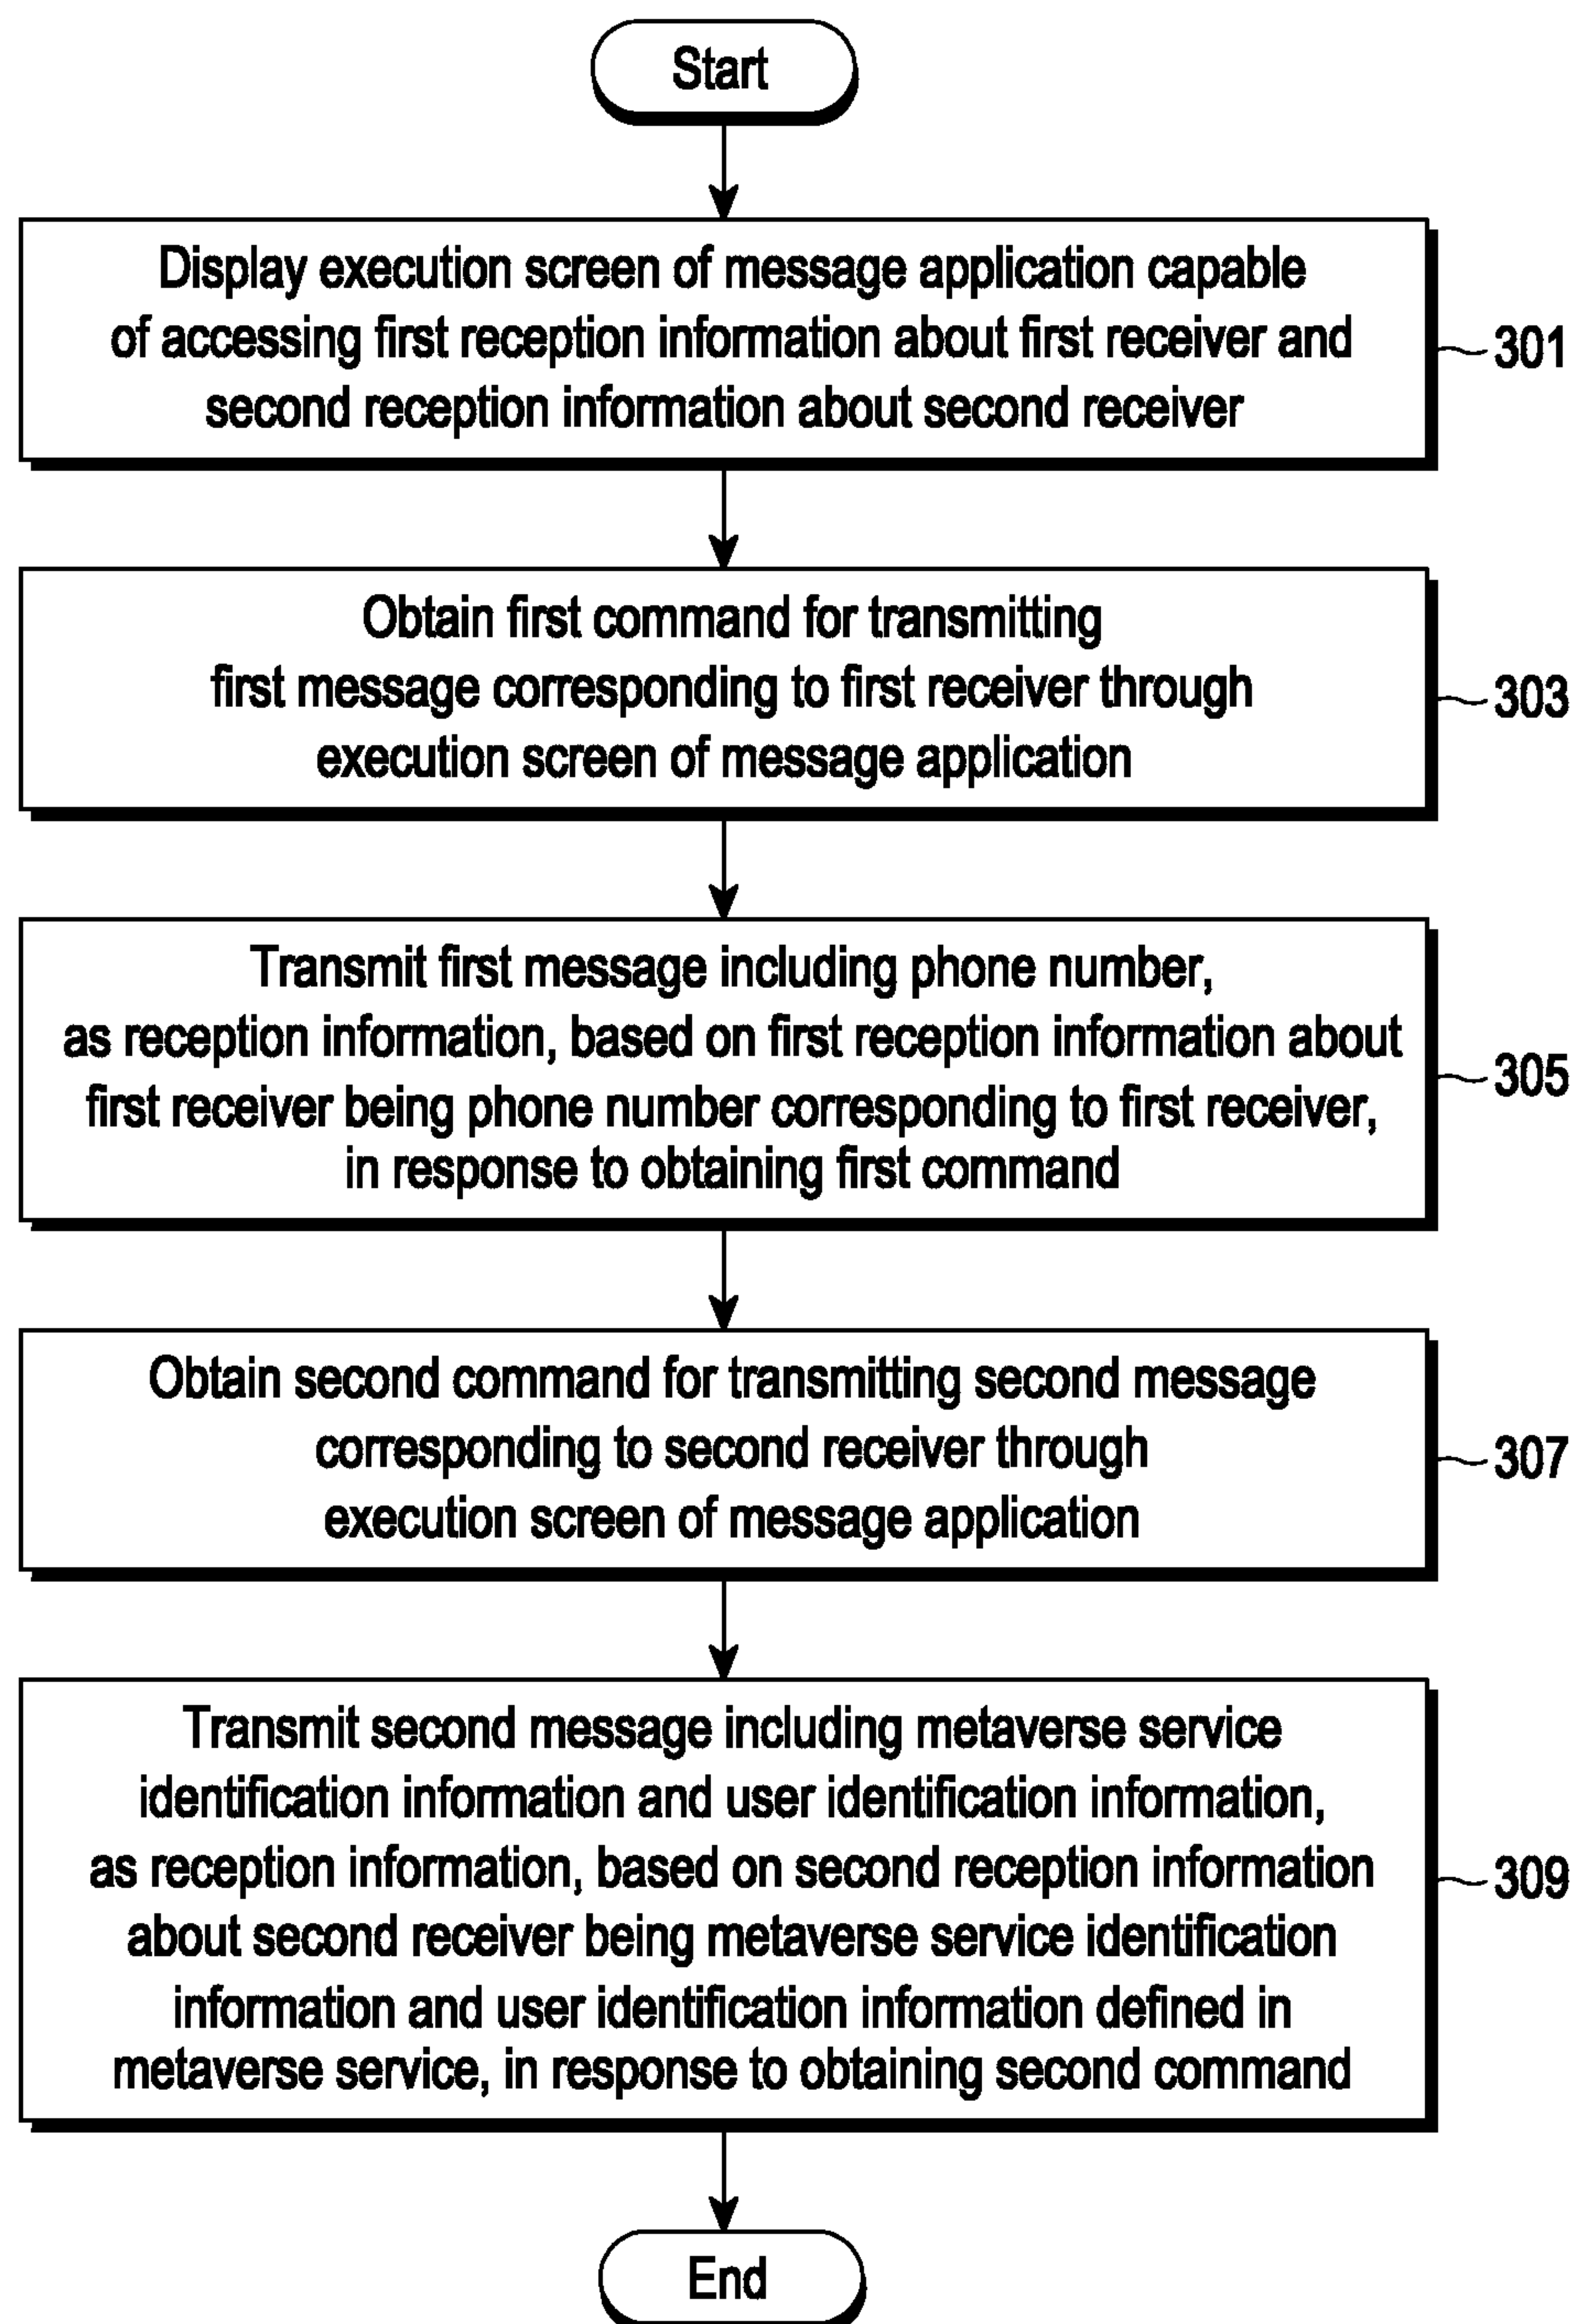 Start
Display execution screen of message application capable
of accessing first reception information about first receiver and
second reception information about second receiver
301
Obtain first command for transmitting
first message corresponding to first receiver through
execution screen of message application
303
Transmit first message including phone number,
as reception information, based on first reception information about
first receiver being phone number corresponding to first receiver,
in response to obtaining first command
305
Obtain second command for transmitting second message
corresponding to second receiver through
execution screen of message application
307
Transmit second message including metaverse service
identification information and user identification information,
as reception information, based on second reception information
about second receiver being metaverse service identification
information and user identification information defined in
metaverse service, in response to obtaining second command
309
End